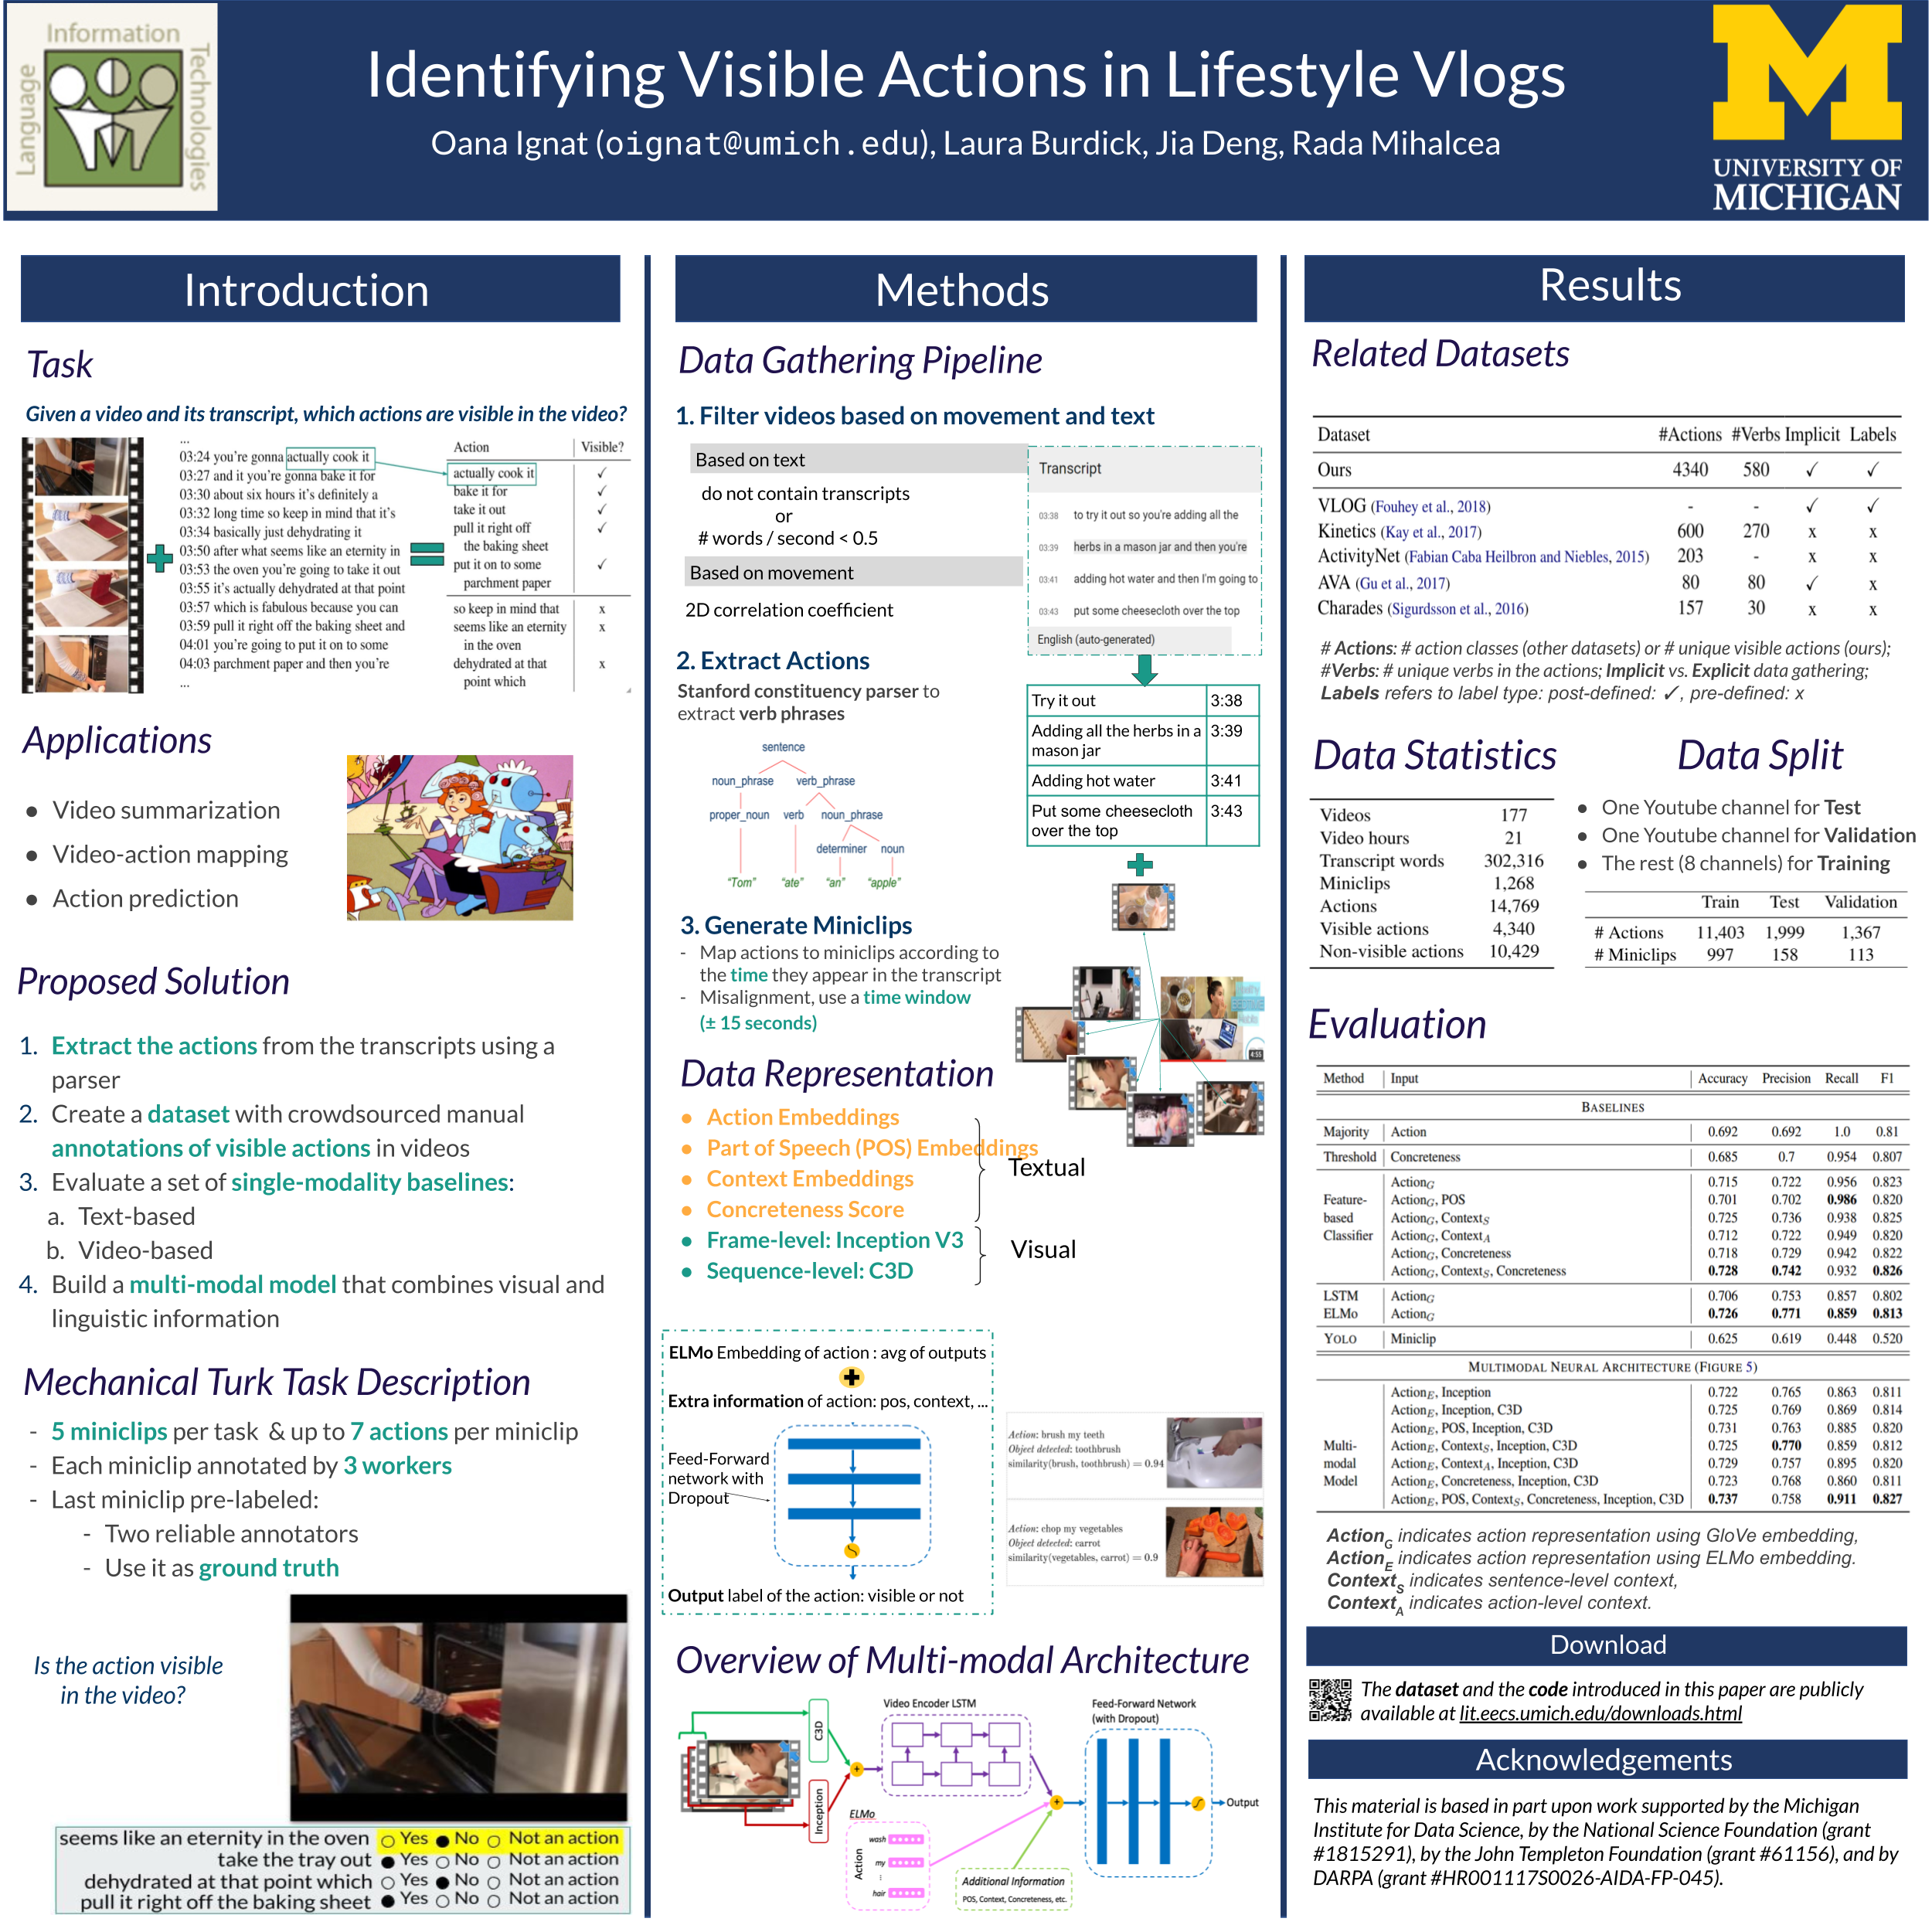 Language
Information
Technologies
Identifying Visible Actions in Lifestyle Vlogs
Oana Ignat (oignat@umich.edu), Laura Burdick, Jia Deng, Rada Mihalcea
M
UNIVERSITY OF
MICHIGAN
Introduction
Task
Given a video and its transcript, which actions are visible in the video?
...
03:24 you're gonna actually cook it
03:27 and it you're gonna bake it for
03:30 about six hours it's definitely a
03:32 long time so keep in mind that it's
03:34 basically just dehydrating it
03:50 after what seems like an eternity in
03:53 the oven you're going to take it out
03:55 it's actually dehydrated at that point
03:57 which is fabulous because you can
03:59 pull it right off the baking sheet and
04:01 you're going to put it on to some
04:03 parchment paper and then you're
...
Action Visible?
actually cook it ✓
bake it for ✓
take it out ✓
pull it right off ✓
the baking sheet
put it on to some ✓
parchment paper
so keep in mind that x
seems like an eternity x
in the oven
dehydrated at that x
point which
Applications
● Video summarization
● Video-action mapping
● Action prediction
Proposed Solution
1. Extract the actions from the transcripts using a
parser
2. Create a dataset with crowdsourced manual
annotations of visible actions in videos
3. Evaluate a set of single-modality baselines:
a. Text-based
b. Video-based
4. Build a multi-modal model that combines visual and
linguistic information
Mechanical Turk Task Description
- 5 miniclips per task & up to 7 actions per miniclip
- Each miniclip annotated by 3 workers
- Last miniclip pre-labeled:
- Two reliable annotators
- Use it as ground truth
Is the action visible
in the video?
seems like an eternity in the oven ○ Yes ● No ○ Not an action
take the tray out ● Yes ○ No ○ Not an action
dehydrated at that point which ○ Yes ● No ○ Not an action
pull it right off the baking sheet ● Yes ○ No ○ Not an action
Methods
Data Gathering Pipeline
1. Filter videos based on movement and text
Based on text
do not contain transcripts
or
# words / second < 0.5
Based on movement
2D correlation coefficient
Transcript
03:38 to try it out so you're adding all the
03:39 herbs in a mason jar and then you're
03:41 adding hot water and then I'm going to
03:43 put some cheesecloth over the top
English (auto-generated)
2. Extract Actions
Stanford constituency parser to
extract verb phrases
sentence
noun_phrase verb_phrase
proper_noun verb noun_phrase
determiner noun
"Tom" "ate" "an" "apple"
Try it out 3:38
Adding all the herbs in a 3:39
mason jar
Adding hot water 3:41
Put some cheesecloth 3:43
over the top
3. Generate Miniclips
- Map actions to miniclips according to
the time they appear in the transcript
- Misalignment, use a time window
(± 15 seconds)
4:55
Data Representation
● Action Embeddings
● Part of Speech (POS) Embeddings
● Context Embeddings
● Concreteness Score
Textual
● Frame-level: Inception V3
● Sequence-level: C3D
Visual
ELMo Embedding of action : avg of outputs
Extra information of action: pos, context, ...
Feed-Forward
network with
Dropout
Output label of the action: visible or not
Action: brush my teeth
Object detected: toothbrush
similarity(brush, toothbrush) = 0.94
Action: chop my vegetables
Object detected: carrot
similarity(vegetables, carrot) = 0.9
Overview of Multi-modal Architecture
C3D
Inception
Video Encoder LSTM
Feed-Forward Network
(with Dropout)
Output
ELMo
Action
wash
my
⋮
hair
Additional Information
POS, Context, Concreteness, etc.
Results
Related Datasets
Dataset #Actions #Verbs Implicit Labels
Ours 4340 580 ✓ ✓
VLOG (Fouhey et al., 2018) - - ✓ ✓
Kinetics (Kay et al., 2017) 600 270 x x
ActivityNet (Fabian Caba Heilbron and Niebles, 2015) 203 - x x
AVA (Gu et al., 2017) 80 80 ✓ x
Charades (Sigurdsson et al., 2016) 157 30 x x
# Actions: # action classes (other datasets) or # unique visible actions (ours);
#Verbs: # unique verbs in the actions; Implicit vs. Explicit data gathering;
Labels refers to label type: post-defined: ✓, pre-defined: x
Data Statistics
Videos 177
Video hours 21
Transcript words 302,316
Miniclips 1,268
Actions 14,769
Visible actions 4,340
Non-visible actions 10,429
Data Split
● One Youtube channel for Test
● One Youtube channel for Validation
● The rest (8 channels) for Training
Train Test Validation
# Actions 11,403 1,999 1,367
# Miniclips 997 158 113
Evaluation
Method Input Accuracy Precision Recall F1
BASELINES
Majority Action 0.692 0.692 1.0 0.81
Threshold Concreteness 0.685 0.7 0.954 0.807
ActionG 0.715 0.722 0.956 0.823
Feature- ActionG, POS 0.701 0.702 0.986 0.820
based ActionG, ContextS 0.725 0.736 0.938 0.825
Classifier ActionG, ContextA 0.712 0.722 0.949 0.820
ActionG, Concreteness 0.718 0.729 0.942 0.822
ActionG, ContextS, Concreteness 0.728 0.742 0.932 0.826
LSTM ActionG 0.706 0.753 0.857 0.802
ELMo ActionG 0.726 0.771 0.859 0.813
YOLO Miniclip 0.625 0.619 0.448 0.520
MULTIMODAL NEURAL ARCHITECTURE (FIGURE 5)
ActionE, Inception 0.722 0.765 0.863 0.811
ActionE, Inception, C3D 0.725 0.769 0.869 0.814
ActionE, POS, Inception, C3D 0.731 0.763 0.885 0.820
Multi- ActionE, ContextS, Inception, C3D 0.725 0.770 0.859 0.812
modal ActionE, ContextA, Inception, C3D 0.729 0.757 0.895 0.820
Model ActionE, Concreteness, Inception, C3D 0.723 0.768 0.860 0.811
ActionE, POS, ContextS, Concreteness, Inception, C3D 0.737 0.758 0.911 0.827
ActionG indicates action representation using GloVe embedding,
ActionE indicates action representation using ELMo embedding.
ContextS indicates sentence-level context,
ContextA indicates action-level context.
Download
The dataset and the code introduced in this paper are publicly
available at lit.eecs.umich.edu/downloads.html
Acknowledgements
This material is based in part upon work supported by the Michigan
Institute for Data Science, by the National Science Foundation (grant
#1815291), by the John Templeton Foundation (grant #61156), and by
DARPA (grant #HR001117S0026-AIDA-FP-045).